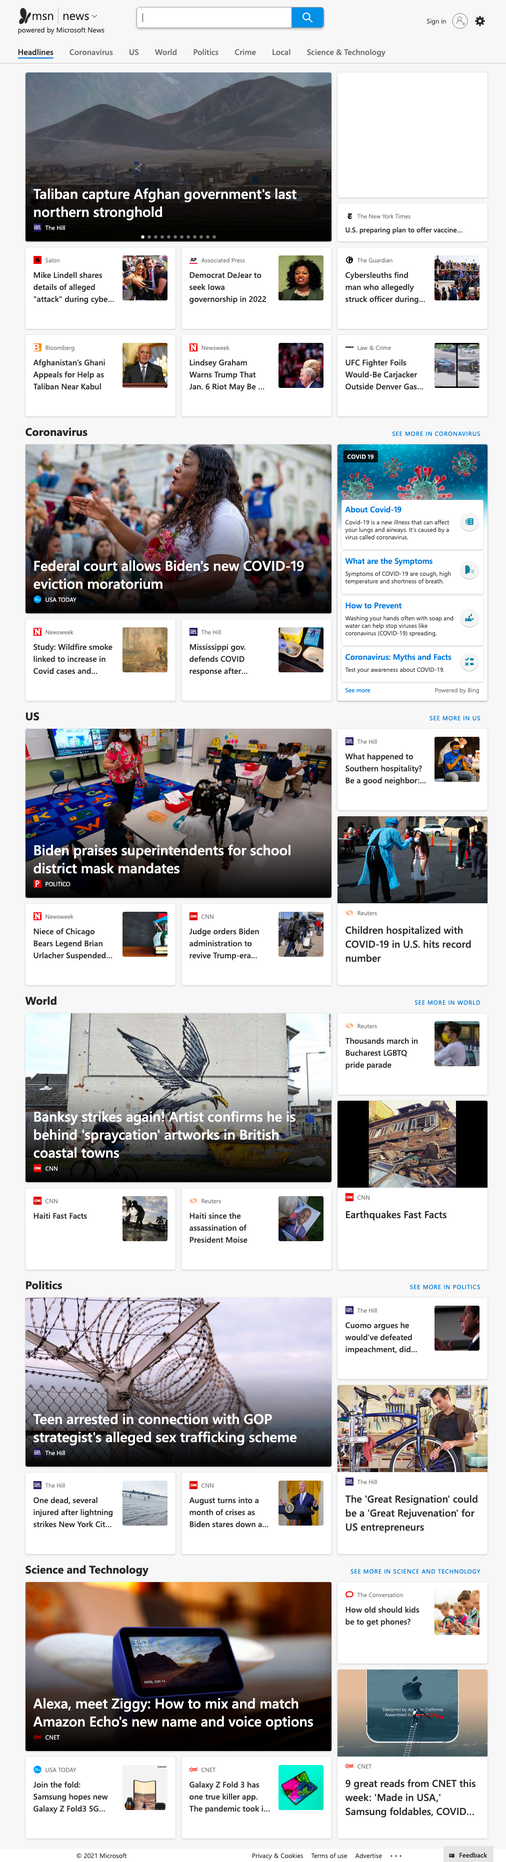 msn | news
powered by Microsoft News
Sign in
Headlines Coronavirus US World Politics Crime Local Science & Technology
Taliban capture Afghan government's last
northern stronghold
The Hill
The New York Times
U.S. preparing plan to offer vaccine...
Salon
Mike Lindell shares
details of alleged
"attack" during cybe...
Associated Press
Democrat DeJear to
seek Iowa
governorship in 2022
The Guardian
Cybersleuths find
man who allegedly
struck officer during...
Bloomberg
Afghanistan's Ghani
Appeals for Help as
Taliban Near Kabul
Newsweek
Lindsey Graham
Warns Trump That
Jan. 6 Riot May Be ...
Law & Crime
UFC Fighter Foils
Would-Be Carjacker
Outside Denver Gas...
Coronavirus
SEE MORE IN CORONAVIRUS
Federal court allows Biden's new COVID-19
eviction moratorium
USA TODAY
COVID 19
About Covid-19
Covid-19 is a new illness that can affect
your lungs and airways. It's caused by a
virus called coronavirus.
What are the Symptoms
Symptoms of COVID-19 are cough, high
temperature and shortness of breath.
How to Prevent
Washing your hands often with soap and
water can help stop viruses like
coronavirus (COVID-19) spreading.
Coronavirus: Myths and Facts
Test your awareness about COVID-19.
See more
Powered by Bing
Newsweek
Study: Wildfire smoke
linked to increase in
Covid cases and...
The Hill
Mississippi gov.
defends COVID
response after...
US
SEE MORE IN US
Biden praises superintendents for school
district mask mandates
POLITICO
The Hill
What happened to
Southern hospitality?
Be a good neighbor:...
Reuters
Children hospitalized with
COVID-19 in U.S. hits record
number
Newsweek
Niece of Chicago
Bears Legend Brian
Urlacher Suspended...
CNN
Judge orders Biden
administration to
revive Trump-era...
World
SEE MORE IN WORLD
Banksy strikes again! Artist confirms he is
behind 'spraycation' artworks in British
coastal towns
CNN
Reuters
Thousands march in
Bucharest LGBTQ
pride parade
CNN
Earthquakes Fast Facts
CNN
Haiti Fast Facts
Reuters
Haiti since the
assassination of
President Moise
Politics
SEE MORE IN POLITICS
Teen arrested in connection with GOP
strategist's alleged sex trafficking scheme
The Hill
The Hill
Cuomo argues he
would've defeated
impeachment, did...
The Hill
The 'Great Resignation' could
be a 'Great Rejuvenation' for
US entrepreneurs
The Hill
One dead, several
injured after lightning
strikes New York Cit...
CNN
August turns into a
month of crises as
Biden stares down a...
Science and Technology
SEE MORE IN SCIENCE AND TECHNOLOGY
3:52
Alexa, meet Ziggy: How to mix and match
Amazon Echo's new name and voice options
CNET
The Conversation
How old should kids
be to get phones?
Designed by Apple in California
CNET
9 great reads from CNET this
week: 'Made in USA,'
Samsung foldables, COVID...
USA TODAY
Join the fold:
Samsung hopes new
Galaxy Z Fold3 5G...
CNET
Galaxy Z Fold 3 has
one true killer app.
The pandemic took i...
© 2021 Microsoft
Privacy & Cookies Terms of use Advertise ...
Feedback